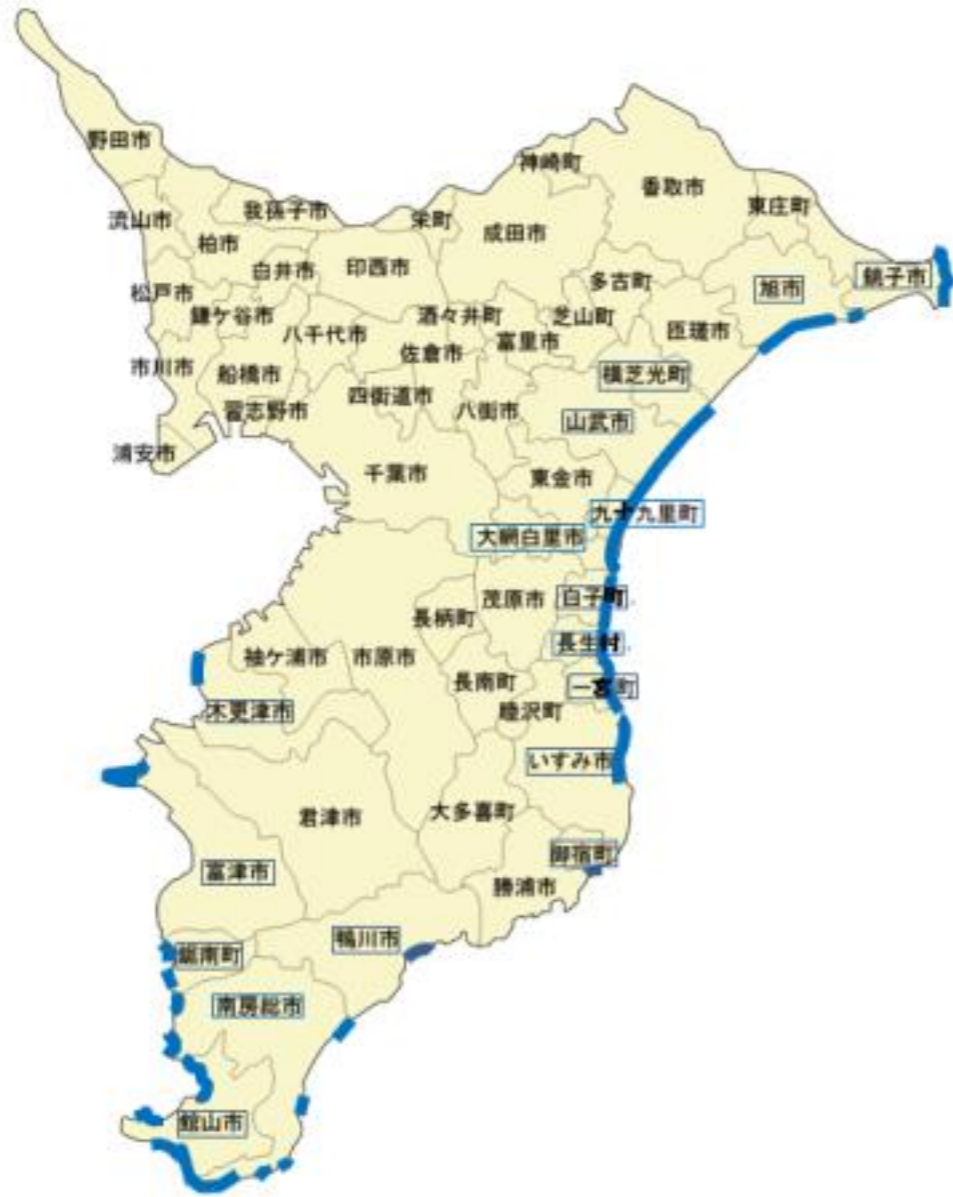 野田市
神崎町
香取市
東庄町
流山市
我孫子市
栄町
成田市
柏市
白井市
印西市
多古町
銚子市
旭市
松戸市
鎌ケ谷市
八千代市
酒々井町
芝山町
富里市
匝瑳市
佐倉市
市川市
船橋市
横芝光町
四街道市
習志野市
八街市
山武市
浦安市
千葉市
東金市
九十九里町
大網白里市
茂原市
白子町
長柄町
長生村
袖ケ浦市
市原市
長南町
一宮町
木更津市
睦沢町
いすみ市
君津市
大多喜町
御宿町
富津市
勝浦市
鴨川市
鋸南町
南房総市
館山市